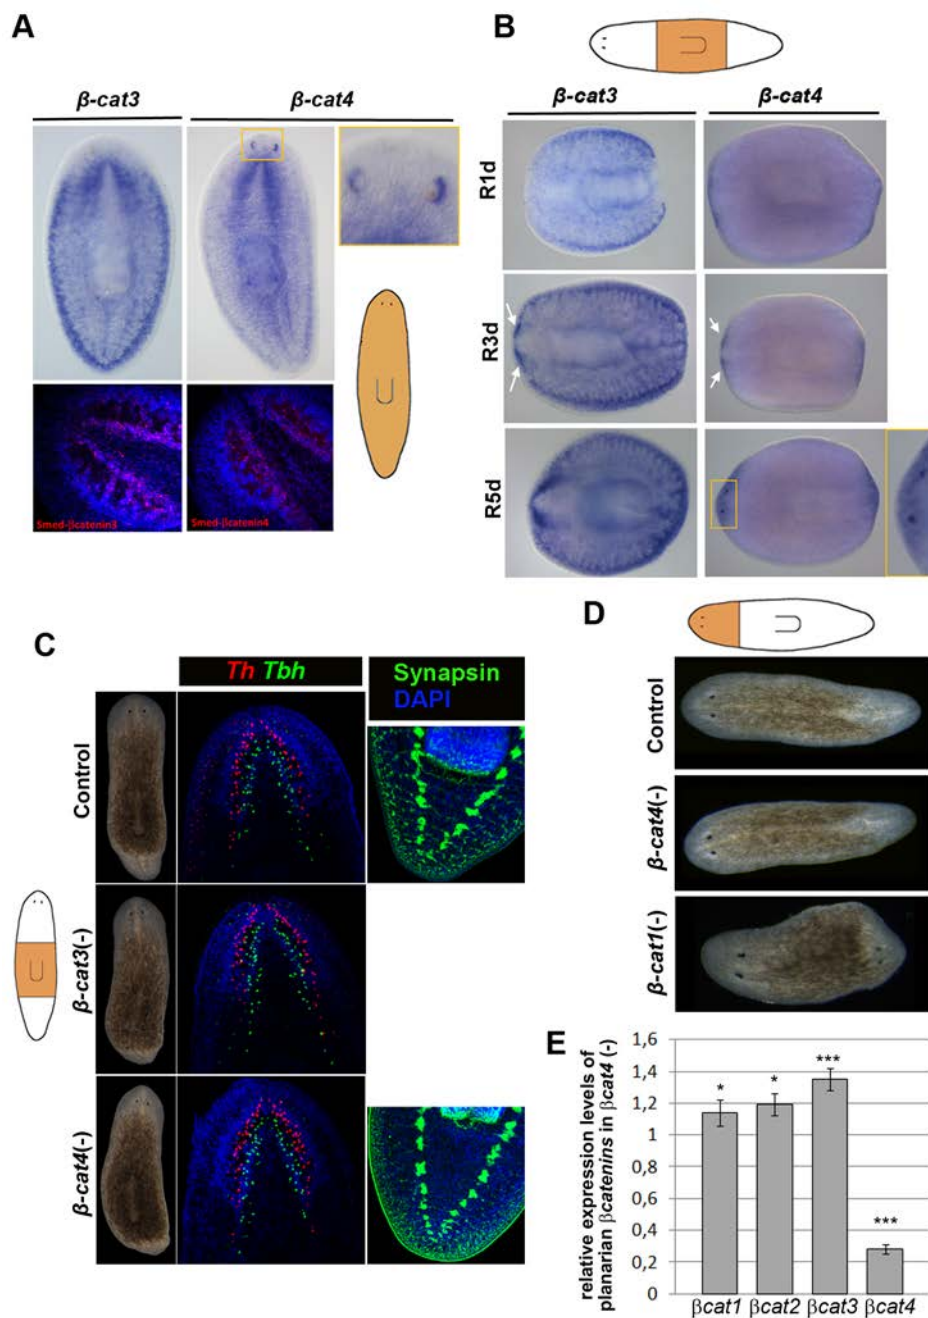 A
β-cat3
β-cat4
Smed-βcatenin3
Smed-βcatenin4
B
β-cat3
β-cat4
R1d
R3d
R5d
C
Th Tbh
Synapsin
DAPI
Control
β-cat3(-)
β-cat4(-)
D
Control
β-cat4(-)
β-cat1(-)
E
relative expression levels of
planarian βcatenins in βcat4 (-)
1,6
1,4
1,2
1
0,8
0,6
0,4
0,2
0
*
*
***
***
βcat1
βcat2
βcat3
βcat4